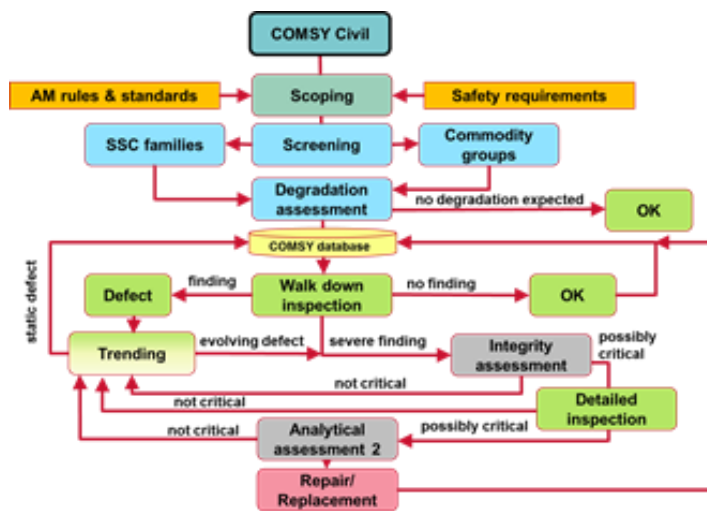 COMSY Civil
AM rules & standards
Scoping
Safety requirements
SSC families
Screening
Commodity
groups
Degradation
assessment
no degradation expected
OK
COMSY database
static defect
finding
Defect
Walk down
inspection
no finding
OK
Trending
evolving defect
severe finding
Integrity
assessment
possibly
critical
not critical
not critical
Detailed
inspection
not critical
Analytical
assessment 2
possibly critical
Repair/
Replacement